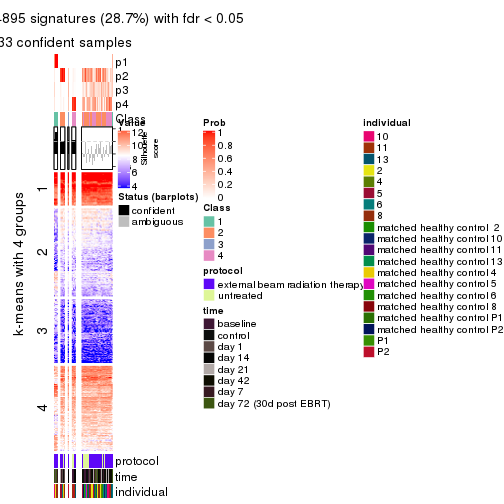 4895 signatures (28.7%) with fdr < 0.05
33 confident samples
p1
p2
p3
p4
Class
Silhouette
score
k-means with 4 groups
1
2
3
4
protocol
time
individual
Value
12
10
8
6
4
Status (barplots)
confident
ambiguous
Prob
1
0.8
0.6
0.4
0.2
0
Class
1
2
3
4
protocol
external beam radiation therapy
untreated
time
baseline
control
day 1
day 14
day 21
day 42
day 7
day 72 (30d post EBRT)
individual
10
11
13
2
4
5
6
8
matched healthy control 2
matched healthy control 10
matched healthy control 11
matched healthy control 13
matched healthy control 4
matched healthy control 5
matched healthy control 6
matched healthy control 8
matched healthy control P1
matched healthy control P2
P1
P2